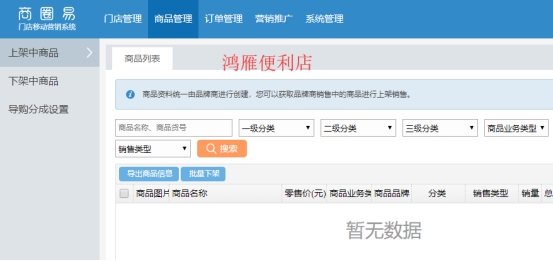 商圈易
门店移动营销系统
门店管理 商品管理 订单管理 营销推广 系统管理
上架中商品
下架中商品
导购分成设置
商品列表
鸿雁便利店
商品资料统一由品牌商进行创建,您可以获取品牌商销售中的商品进行上架销售。
商品名称、商品货号 一级分类 二级分类 三级分类 商品业务类型
销售类型 搜索
导出商品信息 批量下架
商品图片 商品名称 零售价(元) 商品业务类 商品品牌 分类 销售类型 销量 总
暂无数据